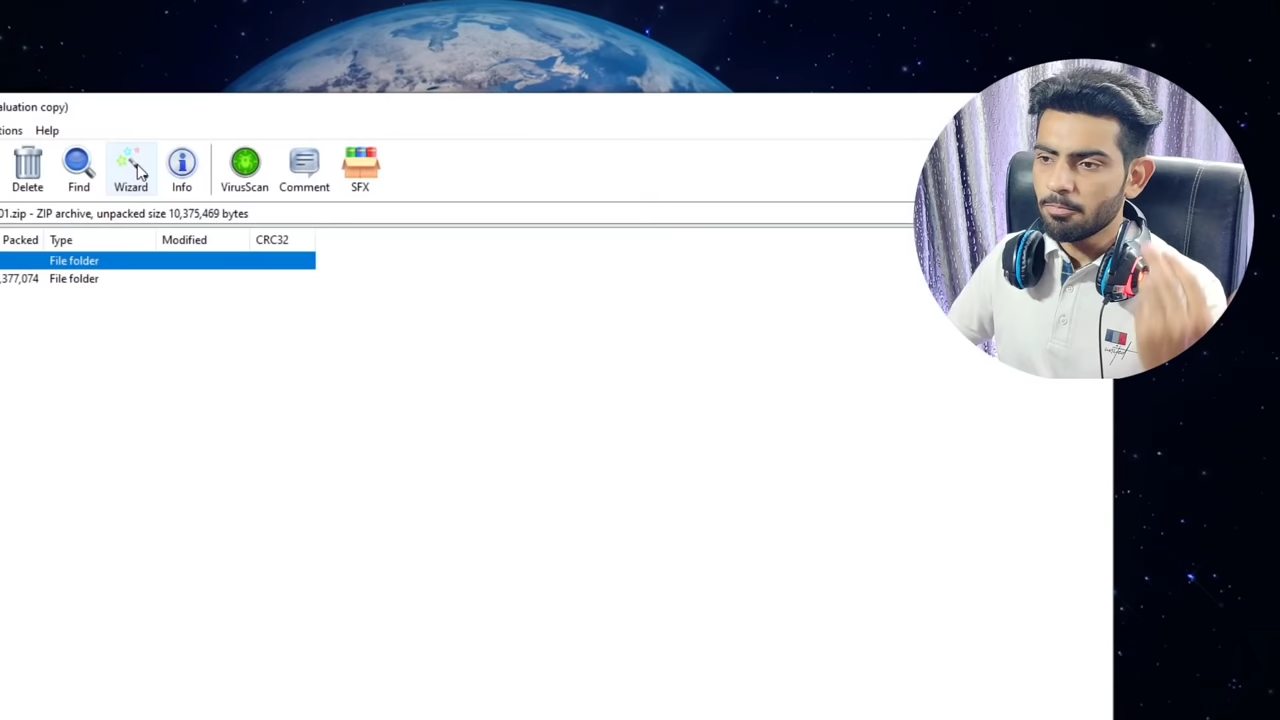 aluation copy)
tions Help
Delete Find Wizard Info VirusScan Comment SFX
01.zip - ZIP archive, unpacked size 10,375,469 bytes
Packed Type Modified CRC32
File folder
,377,074 File folder